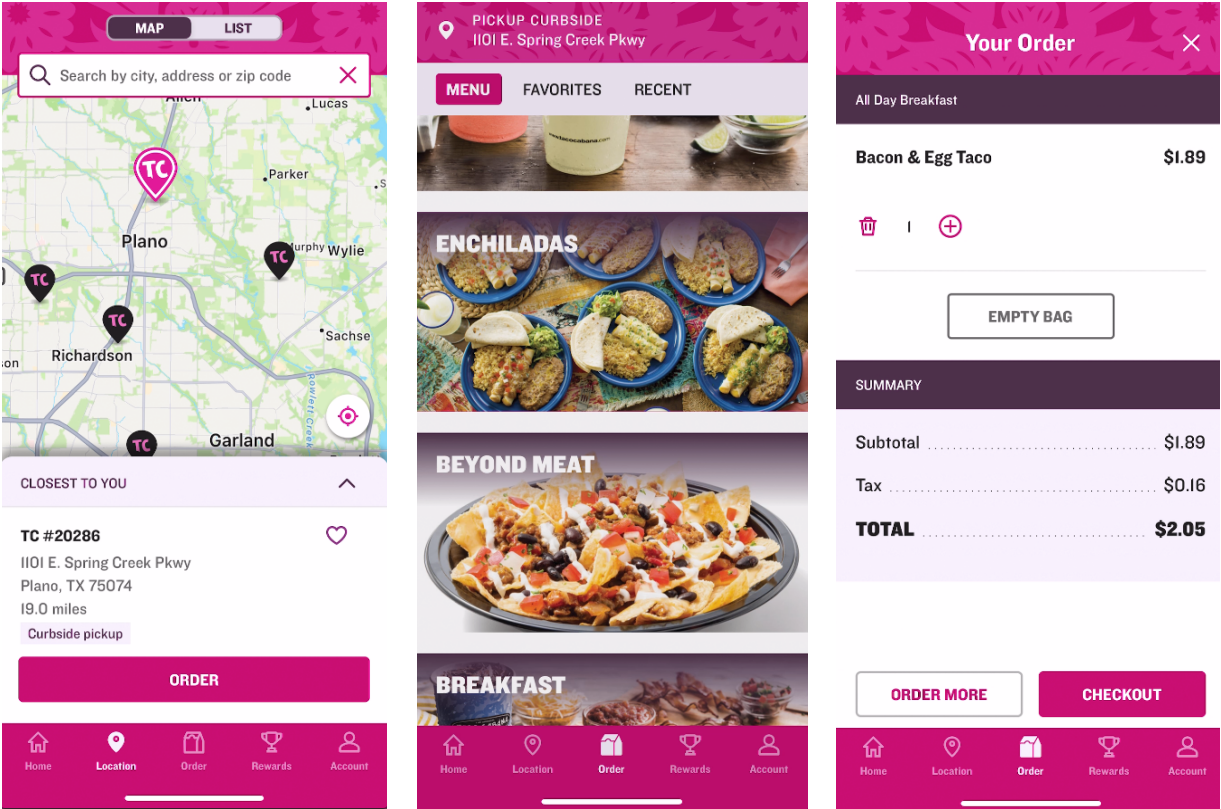 MAP
LIST
Search by city, address or zip code
Allen
Lucas
TC
Parker
Plano
Murphy
Wylie
TC
TC
TC
Sachse
Richardson
Rowlett Creek
Garland
TC
CLOSEST TO YOU
TC #20286
1101 E. Spring Creek Pkwy
Plano, TX 75074
19.0 miles
Curbside pickup
ORDER
Home
Location
Order
Rewards
Account
PICKUP CURBSIDE
1101 E. Spring Creek Pkwy
MENU
FAVORITES
RECENT
ENCHILADAS
BEYOND MEAT
BREAKFAST
Home
Location
Order
Rewards
Account
Your Order
All Day Breakfast
Bacon & Egg Taco $1.89
1
EMPTY BAG
SUMMARY
Subtotal $1.89
Tax $0.16
TOTAL $2.05
ORDER MORE
CHECKOUT
Home
Location
Order
Rewards
Account